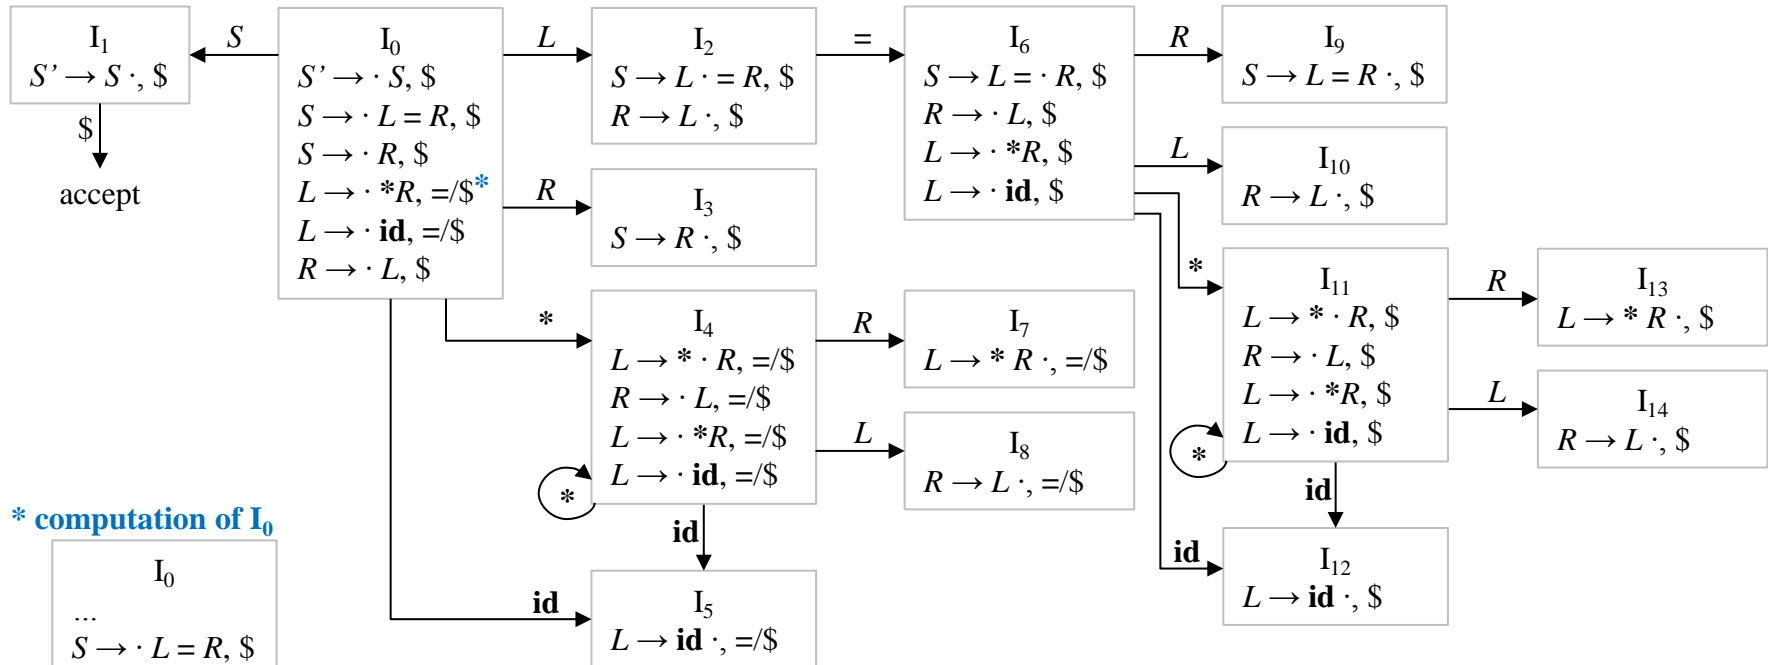 I₁
S' → S ·, $
$
accept
S
I₀
S' → · S, $
S → · L = R, $
S → · R, $
L → · *R, =/$*
L → · id, =/$
R → · L, $
L
I₂
S → L · = R, $
R → L ·, $
=
I₆
S → L = · R, $
R → · L, $
L → · *R, $
L → · id, $
R
I₉
S → L = R ·, $
L
I₁₀
R → L ·, $
R
I₃
S → R ·, $
*
I₄
L → * · R, =/$
R → · L, =/$
L → · *R, =/$
L → · id, =/$
*
R
I₇
L → * R ·, =/$
L
I₈
R → L ·, =/$
*
I₁₁
L → * · R, $
R → · L, $
L → · *R, $
L → · id, $
*
R
I₁₃
L → * R ·, $
L
I₁₄
R → L ·, $
id
id
I₅
L → id ·, =/$
id
id
I₁₂
L → id ·, $
* computation of I₀
I₀
...
S → · L = R, $